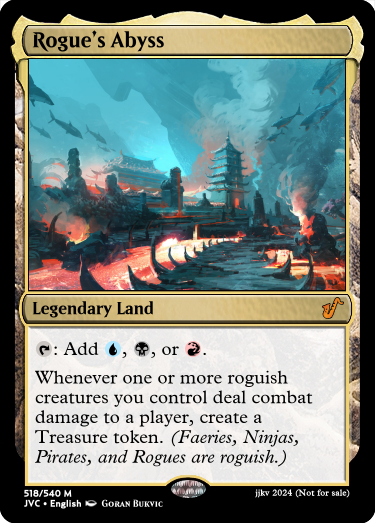 Rogue's Abyss
Legendary Land
: Add , , or .
Whenever one or more roguish
creatures you control deal combat
damage to a player, create a
Treasure token. (Faeries, Ninjas,
Pirates, and Rogues are roguish.)
518/540 M
JVC • English Goran Bukvic
jjkv 2024 (Not for sale)